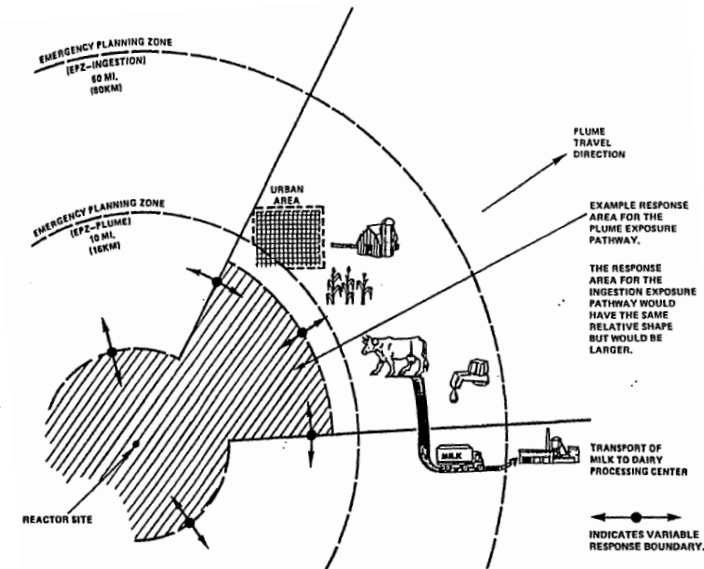 EMERGENCY PLANNING ZONE
(EPZ-INGESTION)
50 MI.
(80KM)
PLUME
TRAVEL
DIRECTION
URBAN
AREA
EMERGENCY PLANNING ZONE
(EPZ-PLUME)
10 MI.
(16KM)
EXAMPLE RESPONSE
AREA FOR THE
PLUME EXPOSURE
PATHWAY.
THE RESPONSE
AREA FOR THE
INGESTION EXPOSURE
PATHWAY WOULD
HAVE THE SAME
RELATIVE SHAPE
BUT WOULD BE
LARGER.
MILK
TRANSPORT OF
MILK TO DAIRY
PROCESSING CENTER
REACTOR SITE
INDICATES VARIABLE
RESPONSE BOUNDARY.